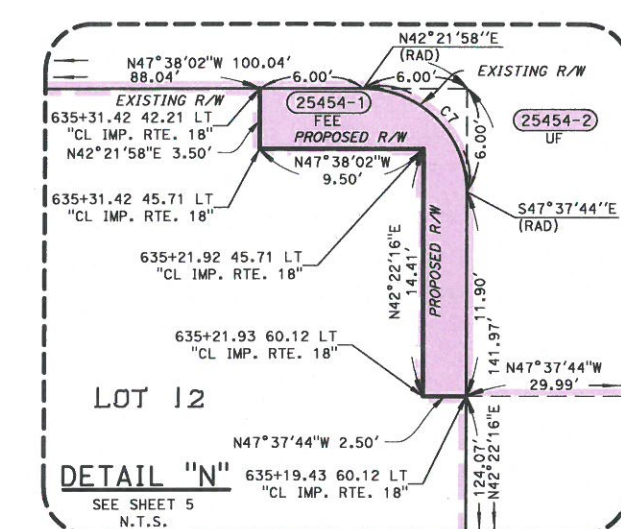 N42°21'58"E
(RAD)
N47°38'02"W 100.04'
88.04'
6.00'
6.00'
EXISTING R/W
EXISTING R/W
635+31.42 42.21 LT
"CL IMP. RTE. 18"
N42°21'58"E 3.50'
25454-1
FEE
PROPOSED R/W
C7
6.00'
25454-2
UF
N47°38'02"W
9.50'
635+31.42 45.71 LT
"CL IMP. RTE. 18"
S47°37'44"E
(RAD)
635+21.92 45.71 LT
"CL IMP. RTE. 18"
N42°22'16"E
14.41'
PROPOSED R/W
11.90'
141.97'
635+21.93 60.12 LT
"CL IMP. RTE. 18"
N47°37'44"W
29.99'
LOT 12
N47°37'44"W 2.50'
DETAIL "N"
SEE SHEET 5
N.T.S.
635+19.43 60.12 LT
"CL IMP. RTE. 18"
124.07'
N42°22'16"E